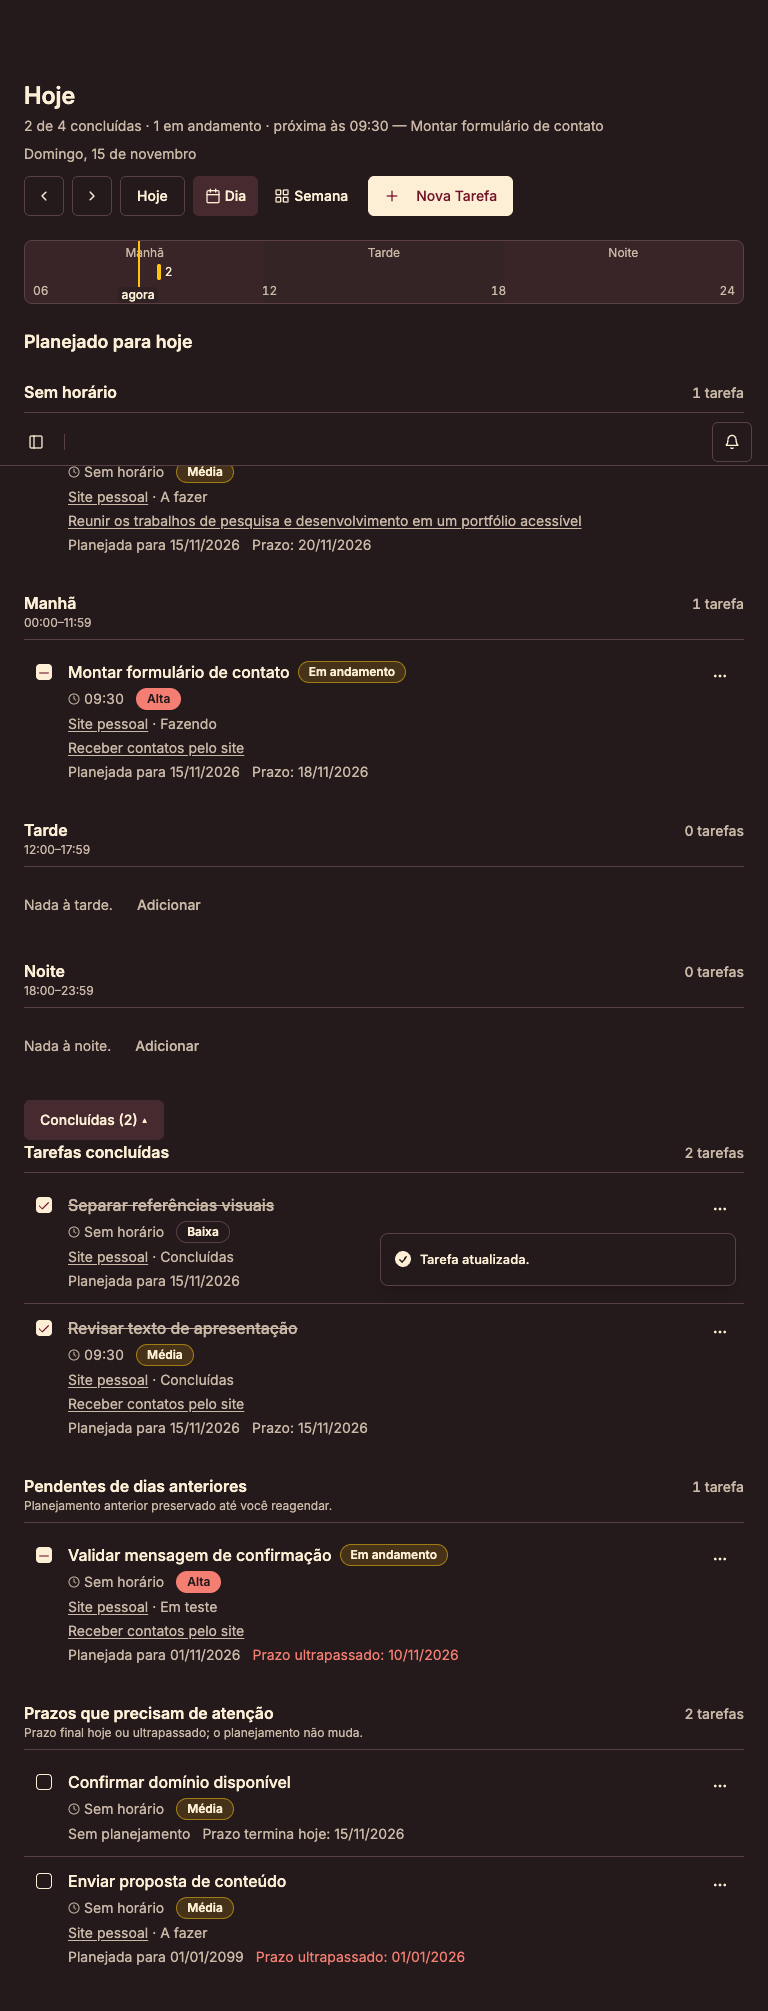 Hoje
2 de 4 concluídas · 1 em andamento · próxima às 09:30 — Montar formulário de contato
Domingo, 15 de novembro
Hoje
Dia
Semana
Nova Tarefa
Manhã
Tarde
Noite
2
06
agora
12
18
24
Planejado para hoje
Sem horário
1 tarefa
Sem horário
Média
Site pessoal · A fazer
Reunir os trabalhos de pesquisa e desenvolvimento em um portfólio acessível
Planejada para 15/11/2026 Prazo: 20/11/2026
Manhã
1 tarefa
00:00–11:59
Montar formulário de contato
Em andamento
09:30
Alta
Site pessoal · Fazendo
Receber contatos pelo site
Planejada para 15/11/2026 Prazo: 18/11/2026
Tarde
0 tarefas
12:00–17:59
Nada à tarde.
Adicionar
Noite
0 tarefas
18:00–23:59
Nada à noite.
Adicionar
Concluídas (2)
Tarefas concluídas
2 tarefas
Separar referências visuais
Sem horário
Baixa
Site pessoal · Concluídas
Planejada para 15/11/2026
Tarefa atualizada.
Revisar texto de apresentação
09:30
Média
Site pessoal · Concluídas
Receber contatos pelo site
Planejada para 15/11/2026 Prazo: 15/11/2026
Pendentes de dias anteriores
1 tarefa
Planejamento anterior preservado até você reagendar.
Validar mensagem de confirmação
Em andamento
Sem horário
Alta
Site pessoal · Em teste
Receber contatos pelo site
Planejada para 01/11/2026 Prazo ultrapassado: 10/11/2026
Prazos que precisam de atenção
2 tarefas
Prazo final hoje ou ultrapassado; o planejamento não muda.
Confirmar domínio disponível
Sem horário
Média
Sem planejamento Prazo termina hoje: 15/11/2026
Enviar proposta de conteúdo
Sem horário
Média
Site pessoal · A fazer
Planejada para 01/01/2099 Prazo ultrapassado: 01/01/2026